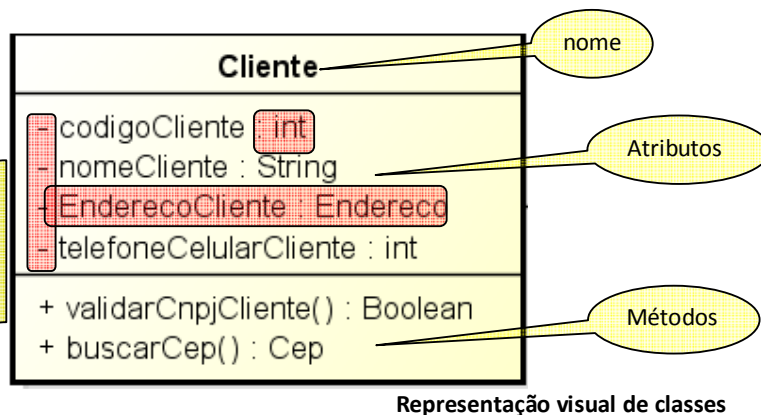 nome
Cliente
- codigoCliente : int
- nomeCliente : String
Atributos
- EnderecoCliente : Endereco
- telefoneCelularCliente : int
+ validarCnpjCliente() : Boolean
+ buscarCep() : Cep
Métodos
Representação visual de classes